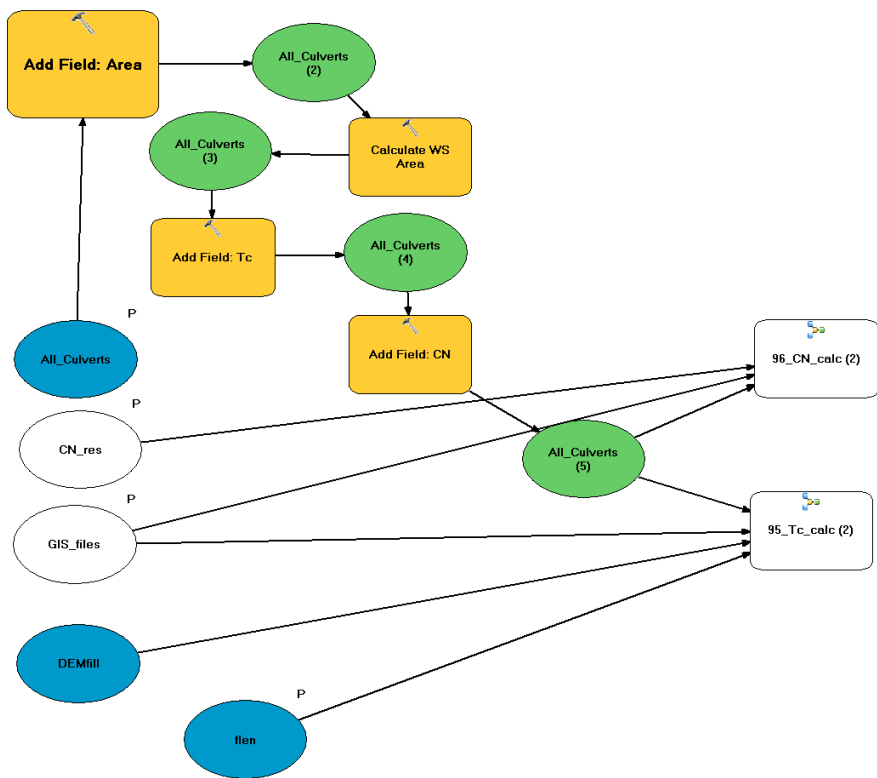 Add Field: Area
All_Culverts
(2)
All_Culverts
(3)
Calculate WS
Area
Add Field: Tc
All_Culverts
(4)
P
All_Culverts
Add Field: CN
96_CN_calc (2)
P
CN_res
All_Culverts
(5)
P
GIS_files
95_Tc_calc (2)
DEMfill
P
flen